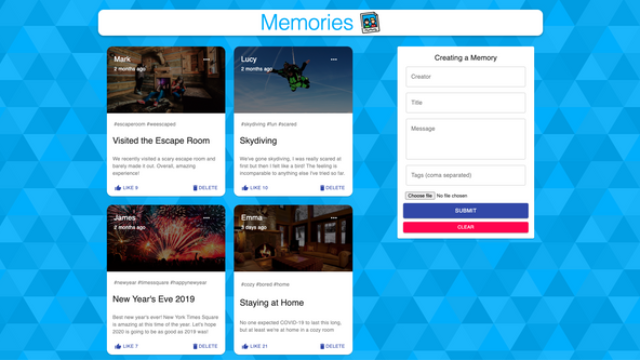 Memories
Mark
2 months ago
#escaperoom #weescaped
Visited the Escape Room
We recently visited a scary escape room and
barely made it out. Overall, amazing
experience!
LIKE 9
DELETE
Lucy
2 months ago
#skydiving #fun #scared
Skydiving
We've gone skydiving, I was really scared at
first but then I felt like a bird! The feeling is
incomparable to anything else I've tried so far.
LIKE 10
DELETE
James
2 months ago
#newyear #timessquare #happynewyear
New Year's Eve 2019
Best new year's ever! New York Times Square
is amazing at this time of the year. Let's hope
2020 is going to be as good as 2019 was!
LIKE 7
DELETE
Emma
2 days ago
#cozy #bored #home
Staying at Home
No-one expected COVID-19 to last this long,
but at least we're at home in a cozy room
LIKE 21
DELETE
Creating a Memory
Creator
Title
Message
Tags (coma separated)
Choose file No file chosen
SUBMIT
CLEAR